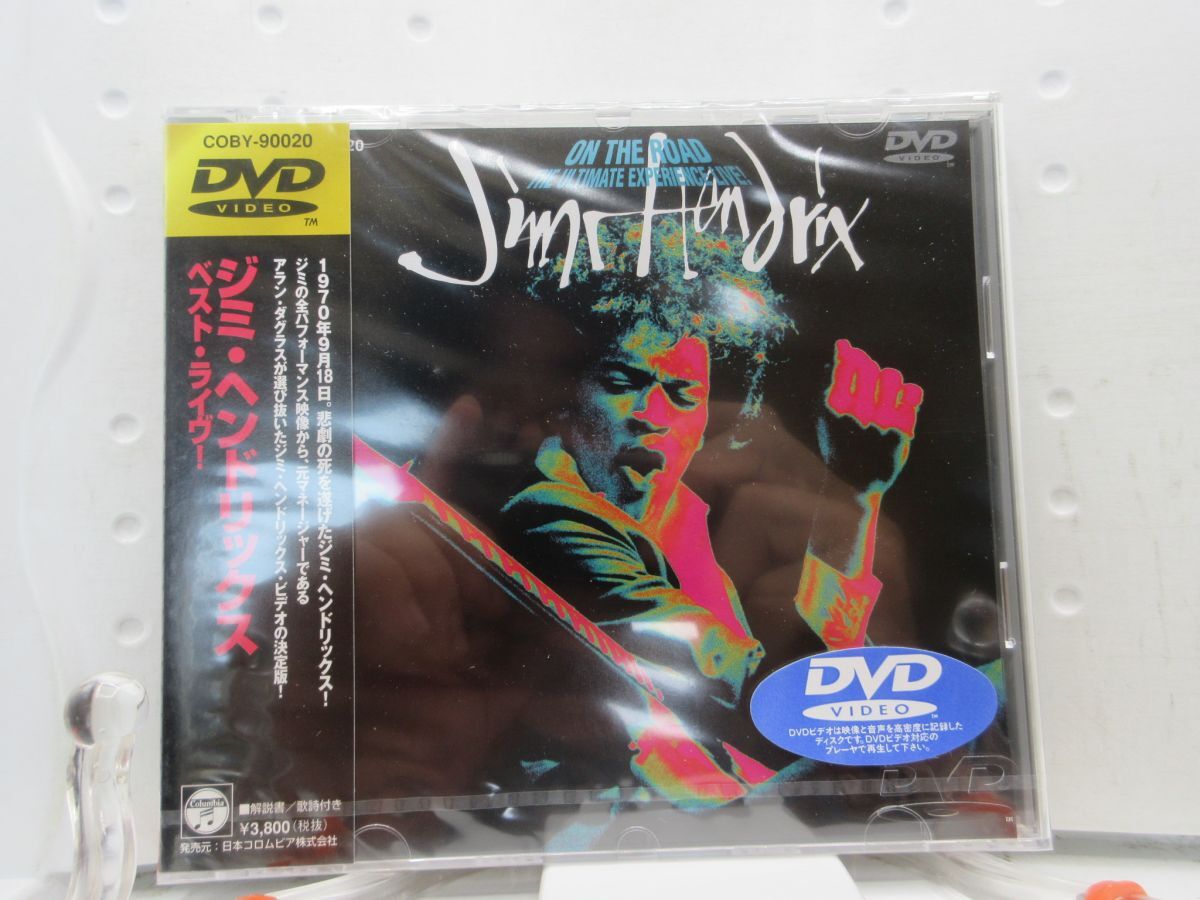 COBY-90020
DVD
VIDEO
TM
ジミ・ヘンドリックス
ベスト・ライヴ！
1970年9月18日。悲劇の死を遂げたジミ・ヘンドリックス！
ジミの全パフォーマンス映像から、元マネージャーである
アラン・ダグラスが選び抜いたジミ・ヘンドリックス・ビデオの決定版！
Columbia
■解説書／歌詩付き
¥3,800(税抜)
発売元：日本コロムビア株式会社
20
ON THE ROAD
THE ULTIMATE EXPERIENCE LIVE!
Jimi Hendrix
DVD
VIDEO
DVD
VIDEO
TM
DVDビデオは映像と音声を高密度に記録した
ディスクです。DVDビデオ対応の
プレーヤで再生して下さい。
DVD
TM